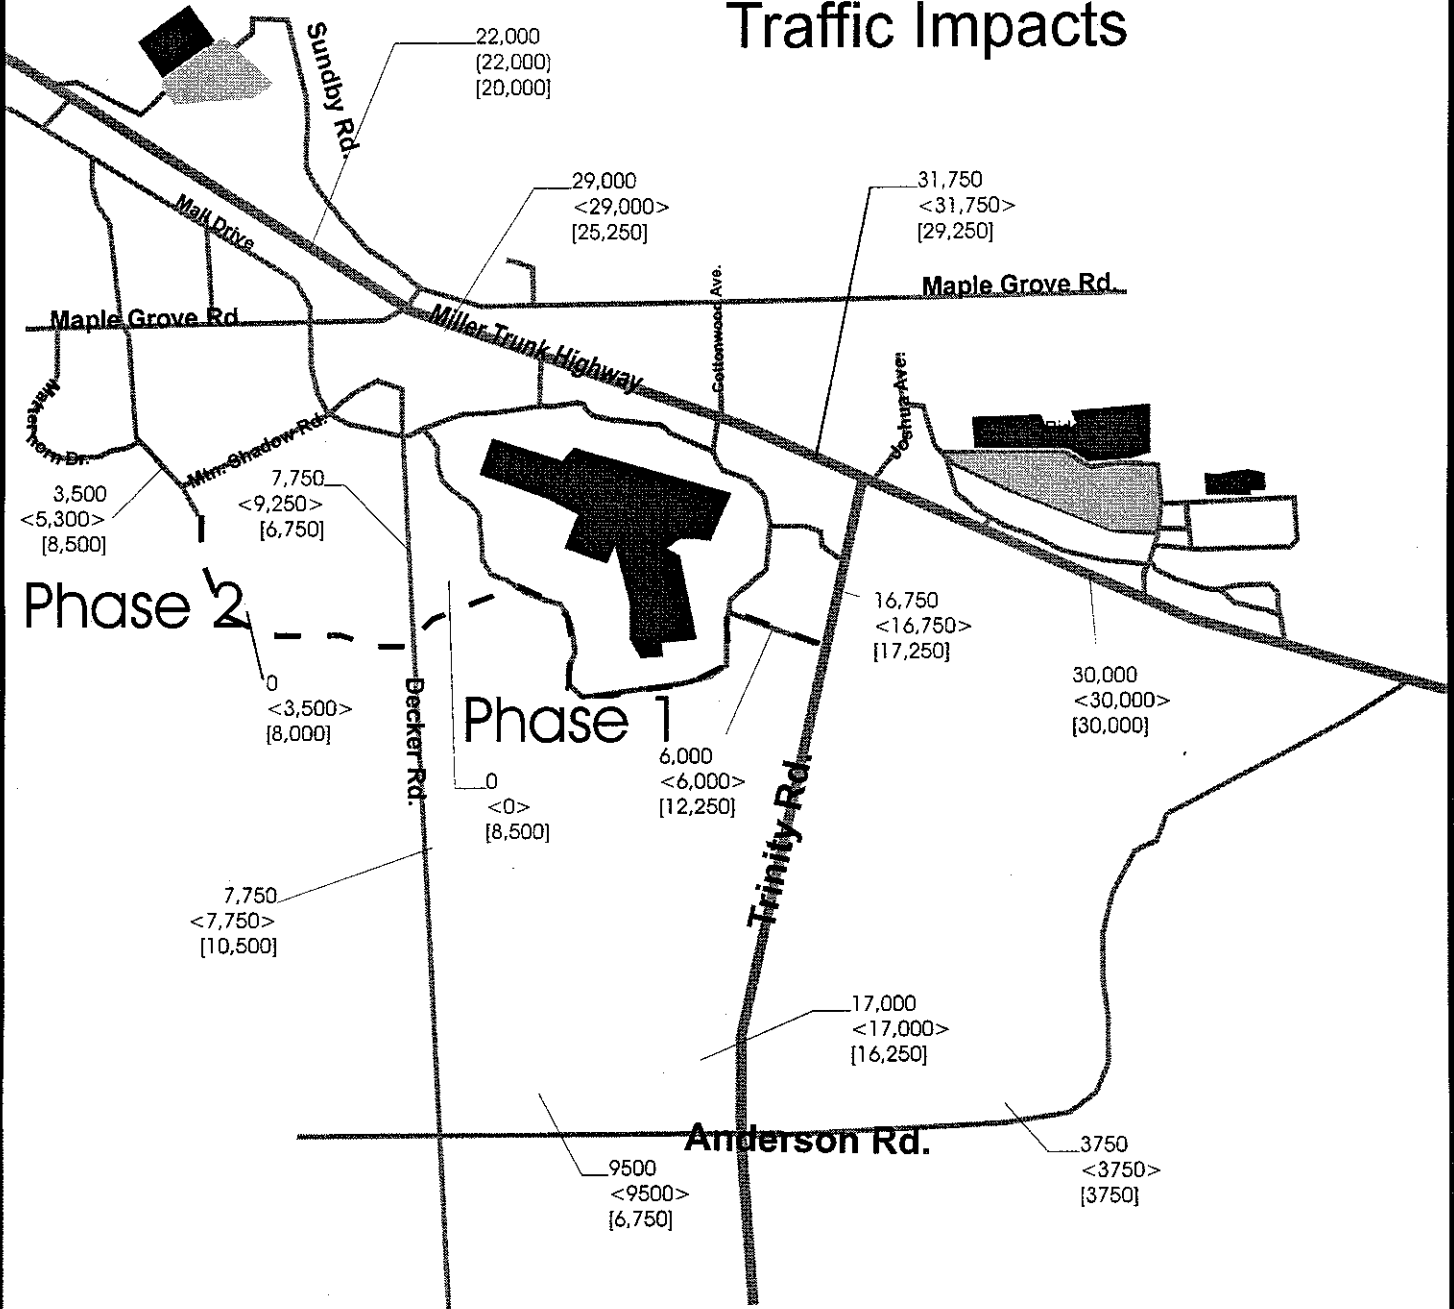 Traffic Impacts
Sundby Rd.
22,000
(22,000)
[20,000]
29,000
<29,000>
[25,250]
31,750
<31,750>
[29,250]
Mall Drive
Maple Grove Rd.
Maple Grove Rd
Miller Trunk Highway
Cottonwood Ave.
Joshua Ave.
Matterhorn Dr.
Mtn. Shadow Rd.
3,500
<5,300>
[8,500]
7,750
<9,250>
[6,750]
Phase 2
16,750
<16,750>
[17,250]
0
<3,500>
[8,000]
Decker Rd.
Phase 1
30,000
<30,000>
[30,000]
6,000
<6,000>
[12,250]
0
<0>
[8,500]
Trinity Rd.
7,750
<7,750>
[10,500]
17,000
<17,000>
[16,250]
Anderson Rd.
9500
<9500>
[6,750]
3750
<3750>
[3750]